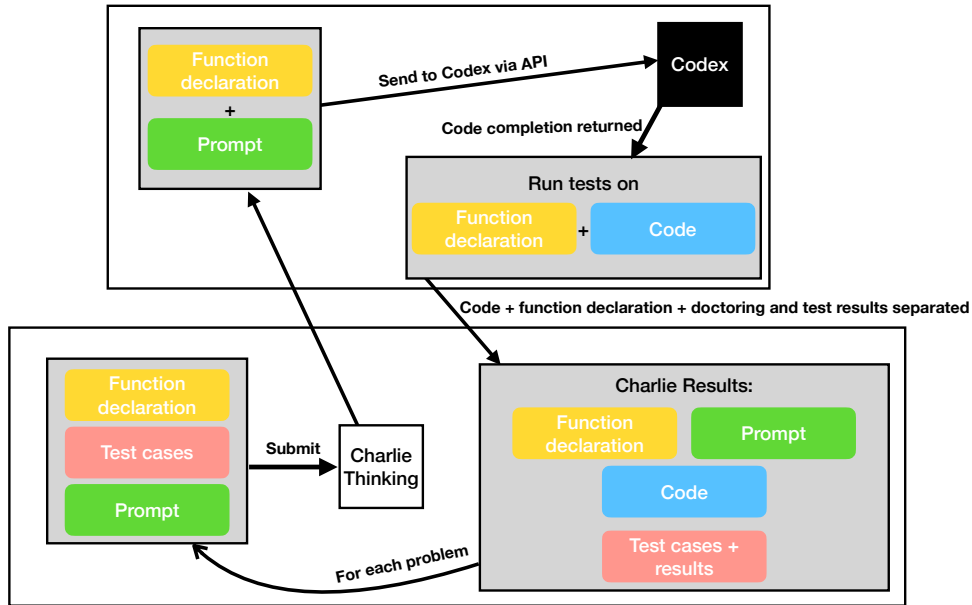 Function
declaration
+
Prompt
Send to Codex via API
Codex
Code completion returned
Run tests on
Function
declaration
+
Code
Code + function declaration + doctoring and test results separated
Function
declaration
Test cases
Prompt
Submit
Charlie
Thinking
Charlie Results:
Function
declaration
Prompt
Code
Test cases +
results
For each problem